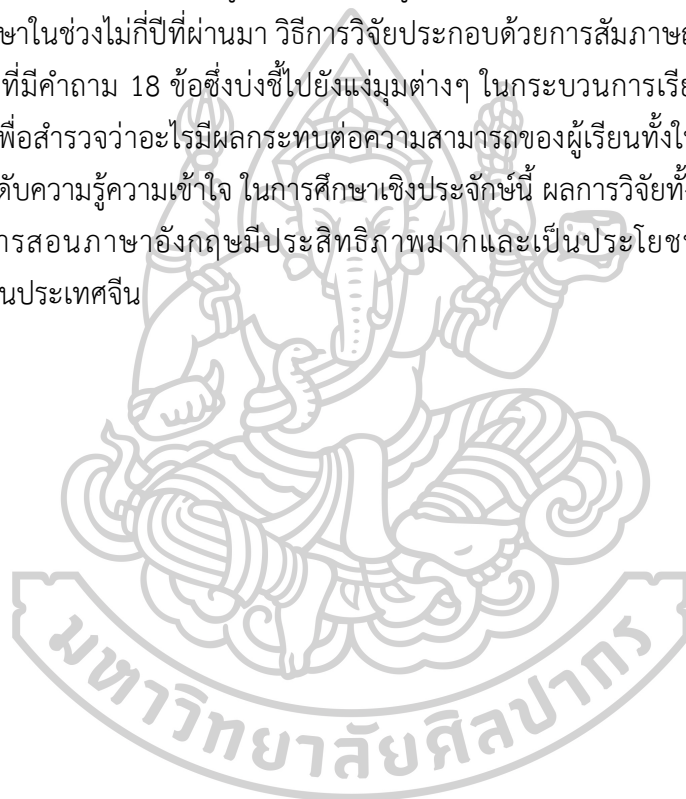 ษาในช่วงไม่กี่ปีที่ผ่านมา วิธีการวิจัยประกอบด้วยการสัมภาษ
ที่มีคำถาม 18 ข้อซึ่งบ่งชี้ไปยังแง่มุมต่างๆ ในกระบวนการเรีย
พื่อสำรวจว่าอะไรมีผลกระทบต่อความสามารถของผู้เรียนทั้งใ
ดับความรู้ความเข้าใจ ในการศึกษาเชิงประจักษ์นี้ ผลการวิจัยทั้
ารสอนภาษาอังกฤษมีประสิทธิภาพมากและเป็นประโยช
นประเทศจีน
มหาวิทยาลัยศิลปากร